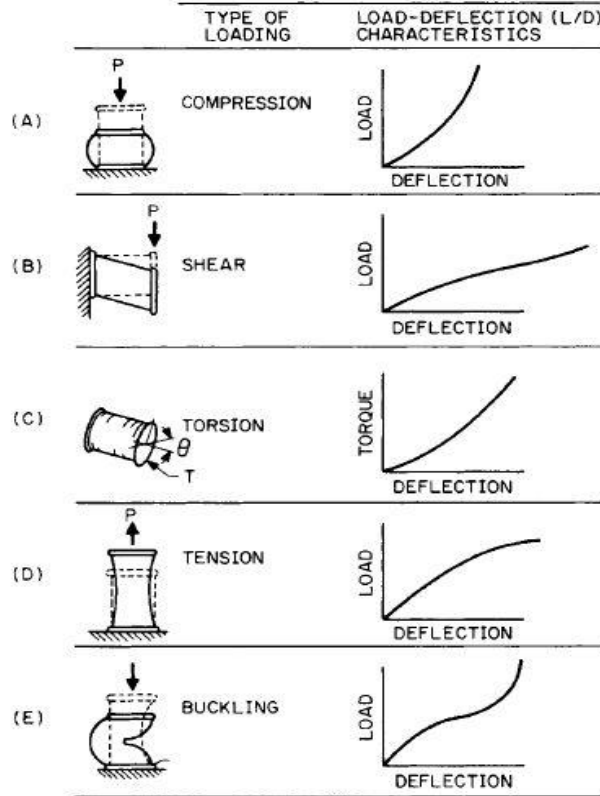 TYPE OF LOADING
LOAD-DEFLECTION (L/D) CHARACTERISTICS
(A)
P
COMPRESSION
LOAD
DEFLECTION
(B)
P
SHEAR
LOAD
DEFLECTION
(C)
θ
T
TORSION
TORQUE
DEFLECTION
(D)
P
TENSION
LOAD
DEFLECTION
(E)
BUCKLING
LOAD
DEFLECTION